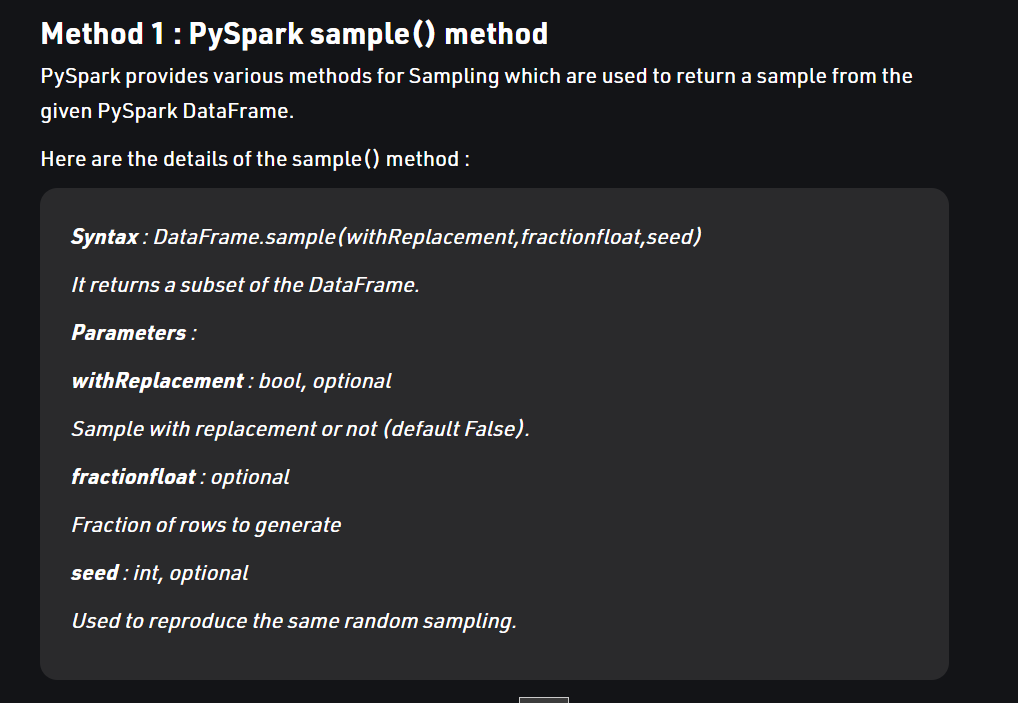 Method 1 : PySpark sample() method
PySpark provides various methods for Sampling which are used to return a sample from the
given PySpark DataFrame.
Here are the details of the sample() method :
Syntax : DataFrame.sample(withReplacement,fractionfloat,seed)
It returns a subset of the DataFrame.
Parameters :
withReplacement : bool, optional
Sample with replacement or not (default False).
fractionfloat : optional
Fraction of rows to generate
seed : int, optional
Used to reproduce the same random sampling.